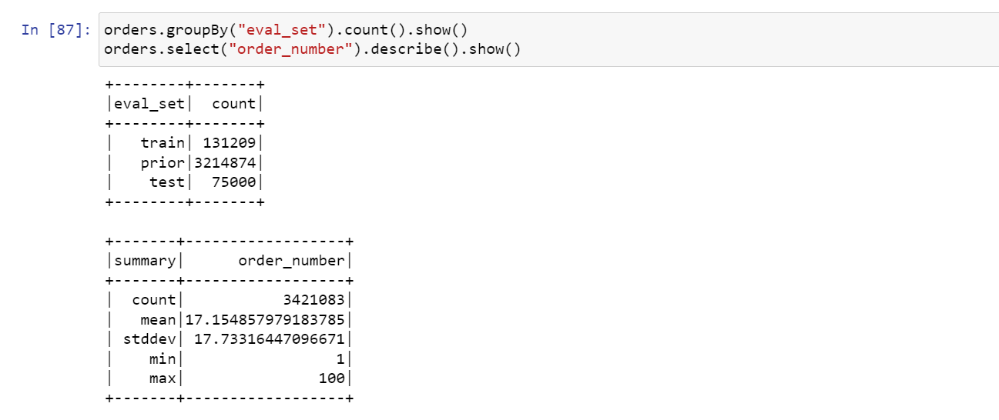 In [87]: orders.groupBy("eval_set").count().show()
orders.select("order_number").describe().show()
+--------+-------+
|eval_set|  count|
+--------+-------+
|   train| 131209|
|   prior|3214874|
|    test|  75000|
+--------+-------+
+-------+------------------+
|summary|      order_number|
+-------+------------------+
|  count|           3421083|
|   mean|17.154857979183785|
| stddev| 17.73316447096671|
|    min|                 1|
|    max|               100|
+-------+------------------+